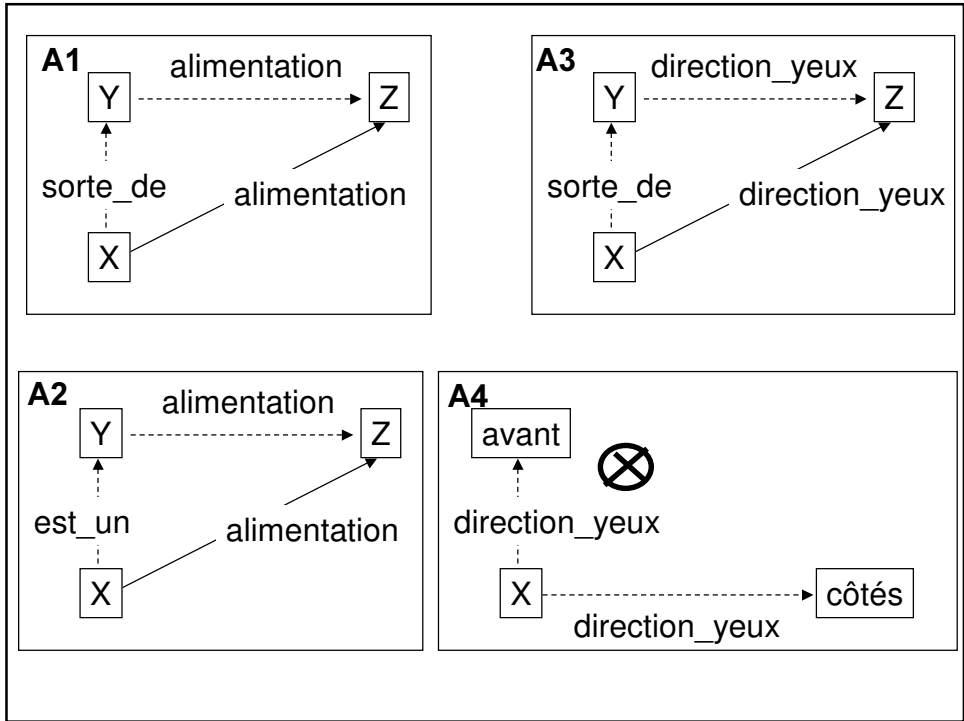 A1
alimentation
Y
Z
sorte_de
alimentation
X
A3
direction_yeux
Y
Z
sorte_de
direction_yeux
X
A2
alimentation
Y
Z
est_un
alimentation
X
A4
avant
direction_yeux
X
côtés
direction_yeux